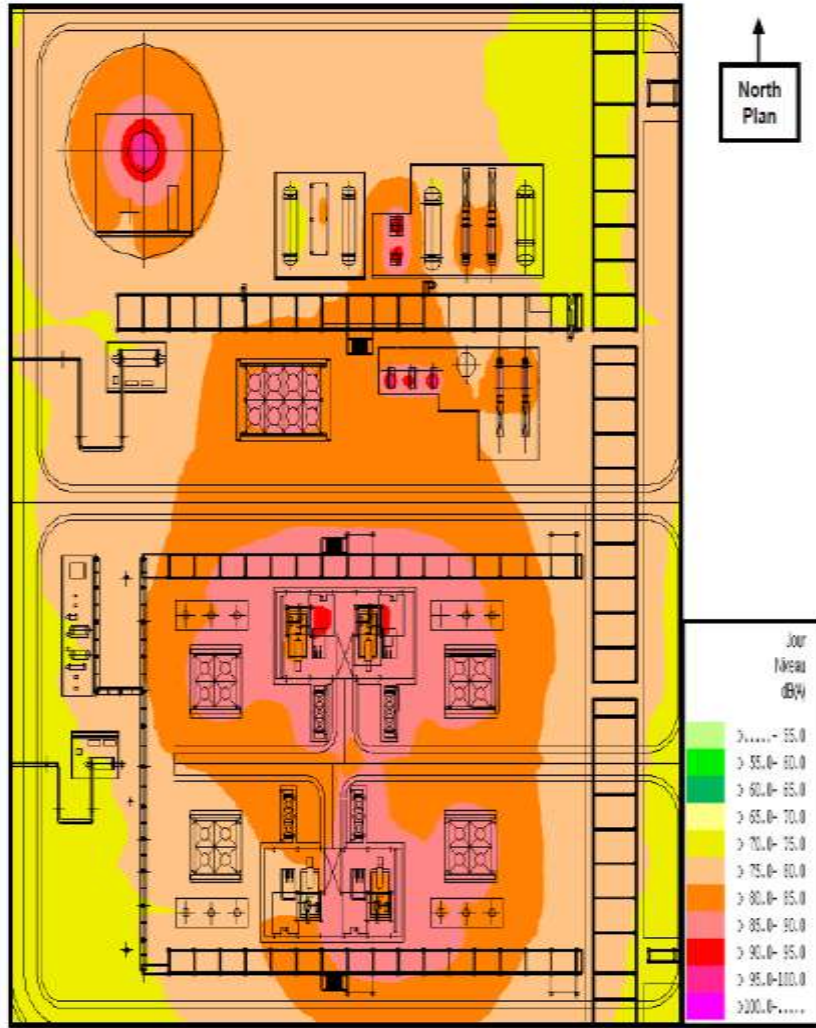 North
Plan
Jour
Niveau
dB(A)
>.....- 55.0
> 55.0- 60.0
> 60.0- 65.0
> 65.0- 70.0
> 70.0- 75.0
> 75.0- 80.0
> 80.0- 85.0
> 85.0- 90.0
> 90.0- 95.0
> 95.0-100.0
>100.0-.....